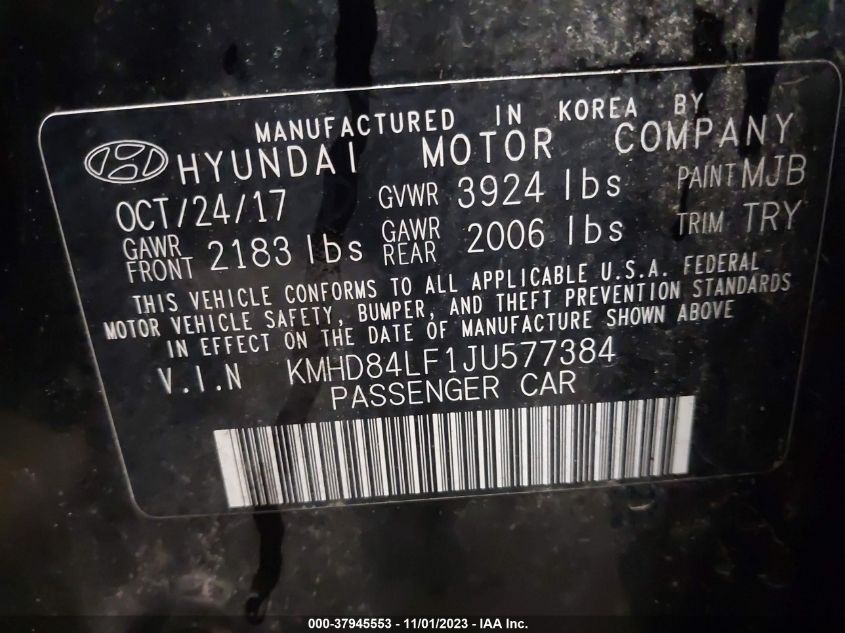 MANUFACTURED IN KOREA BY
HYUNDAI MOTOR COMPANY
OCT/24/17 GVWR 3924 lbs PAINT MJB
GAWR FRONT 2183 lbs GAWR REAR 2006 lbs TRIM TRY
THIS VEHICLE CONFORMS TO ALL APPLICABLE U.S.A. FEDERAL
MOTOR VEHICLE SAFETY, BUMPER, AND THEFT PREVENTION STANDARDS
IN EFFECT ON THE DATE OF MANUFACTURE SHOWN ABOVE
V.I.N KMHD84LF1JU577384
PASSENGER CAR
000-37945553 - 11/01/2023 - IAA Inc.